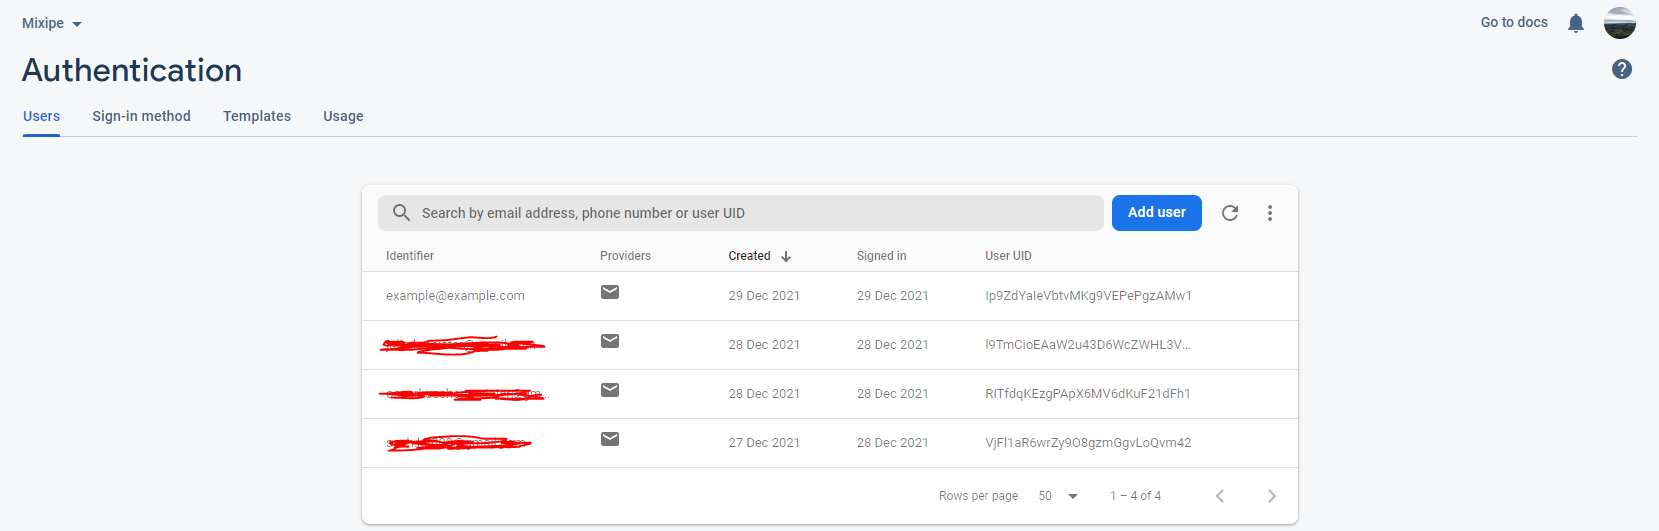 Mixipe
Go to docs
Authentication
Users Sign-in method Templates Usage
Search by email address, phone number or user UID
Add user
Identifier Providers Created Signed in User UID
example@example.com 29 Dec 2021 29 Dec 2021 Ip9ZdYaIeVbtvMKg9VEPePgzAMw1
28 Dec 2021 28 Dec 2021 I9TmCioEAaW2u43D6WcZWHL3V...
28 Dec 2021 28 Dec 2021 RITfdqKEzgPApX6MV6dKuF21dFh1
27 Dec 2021 28 Dec 2021 VjFl1aR6wrZy9O8gzmGgvLoQvm42
Rows per page 50 1 – 4 of 4